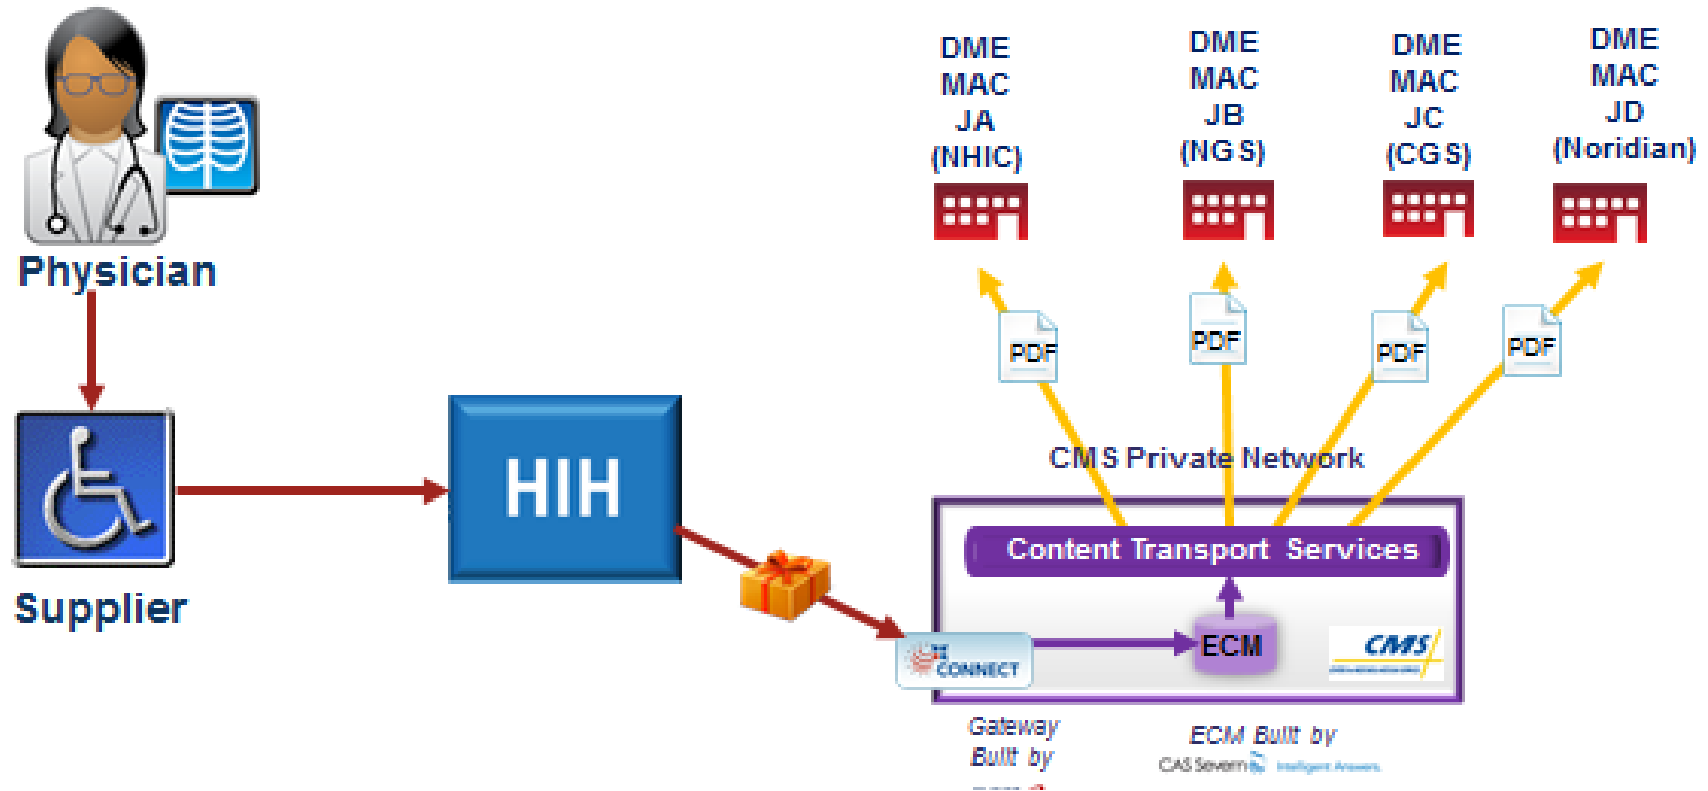 DME
MAC
JA
(NHIC)
DME
MAC
JB
(NGS)
DME
MAC
JC
(CGS)
DME
MAC
JD
(Noridian)
Physician
PDF
PDF
PDF
PDF
CMS Private Network
HIH
Content Transport Services
Supplier
ECM
CMS
CONNECT
Gateway
Built by
ECM Built by
CAS Severn Intelligent Answers.